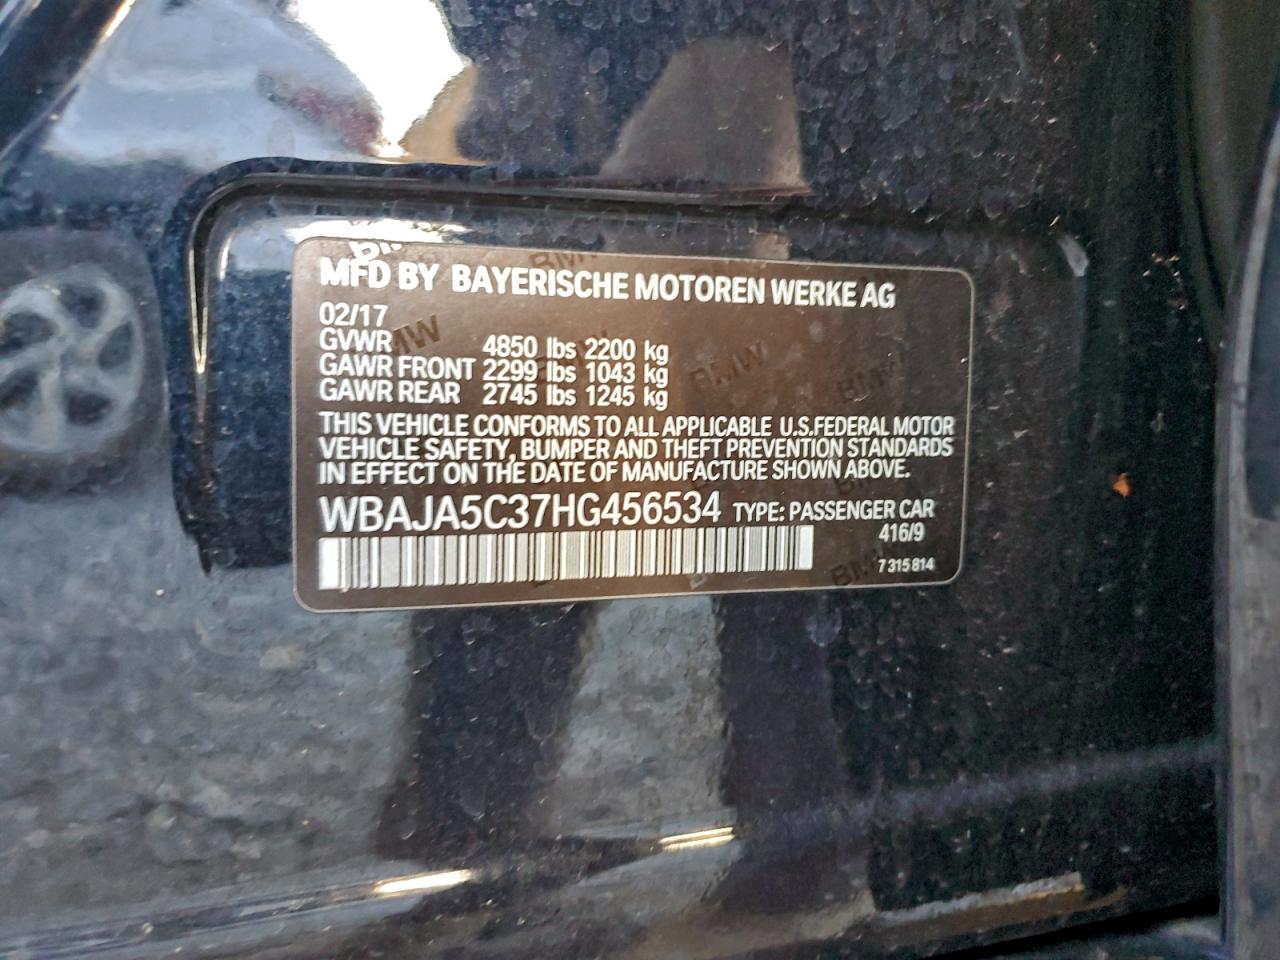 MFD BY BAYERISCHE MOTOREN WERKE AG
02/17
GVWR 4850 lbs 2200 kg
GAWR FRONT 2299 lbs 1043 kg
GAWR REAR 2745 lbs 1245 kg
THIS VEHICLE CONFORMS TO ALL APPLICABLE U.S.FEDERAL MOTOR
VEHICLE SAFETY, BUMPER AND THEFT PREVENTION STANDARDS
IN EFFECT ON THE DATE OF MANUFACTURE SHOWN ABOVE.
WBAJA5C37HG456534 TYPE: PASSENGER CAR
416/9
7 315 814